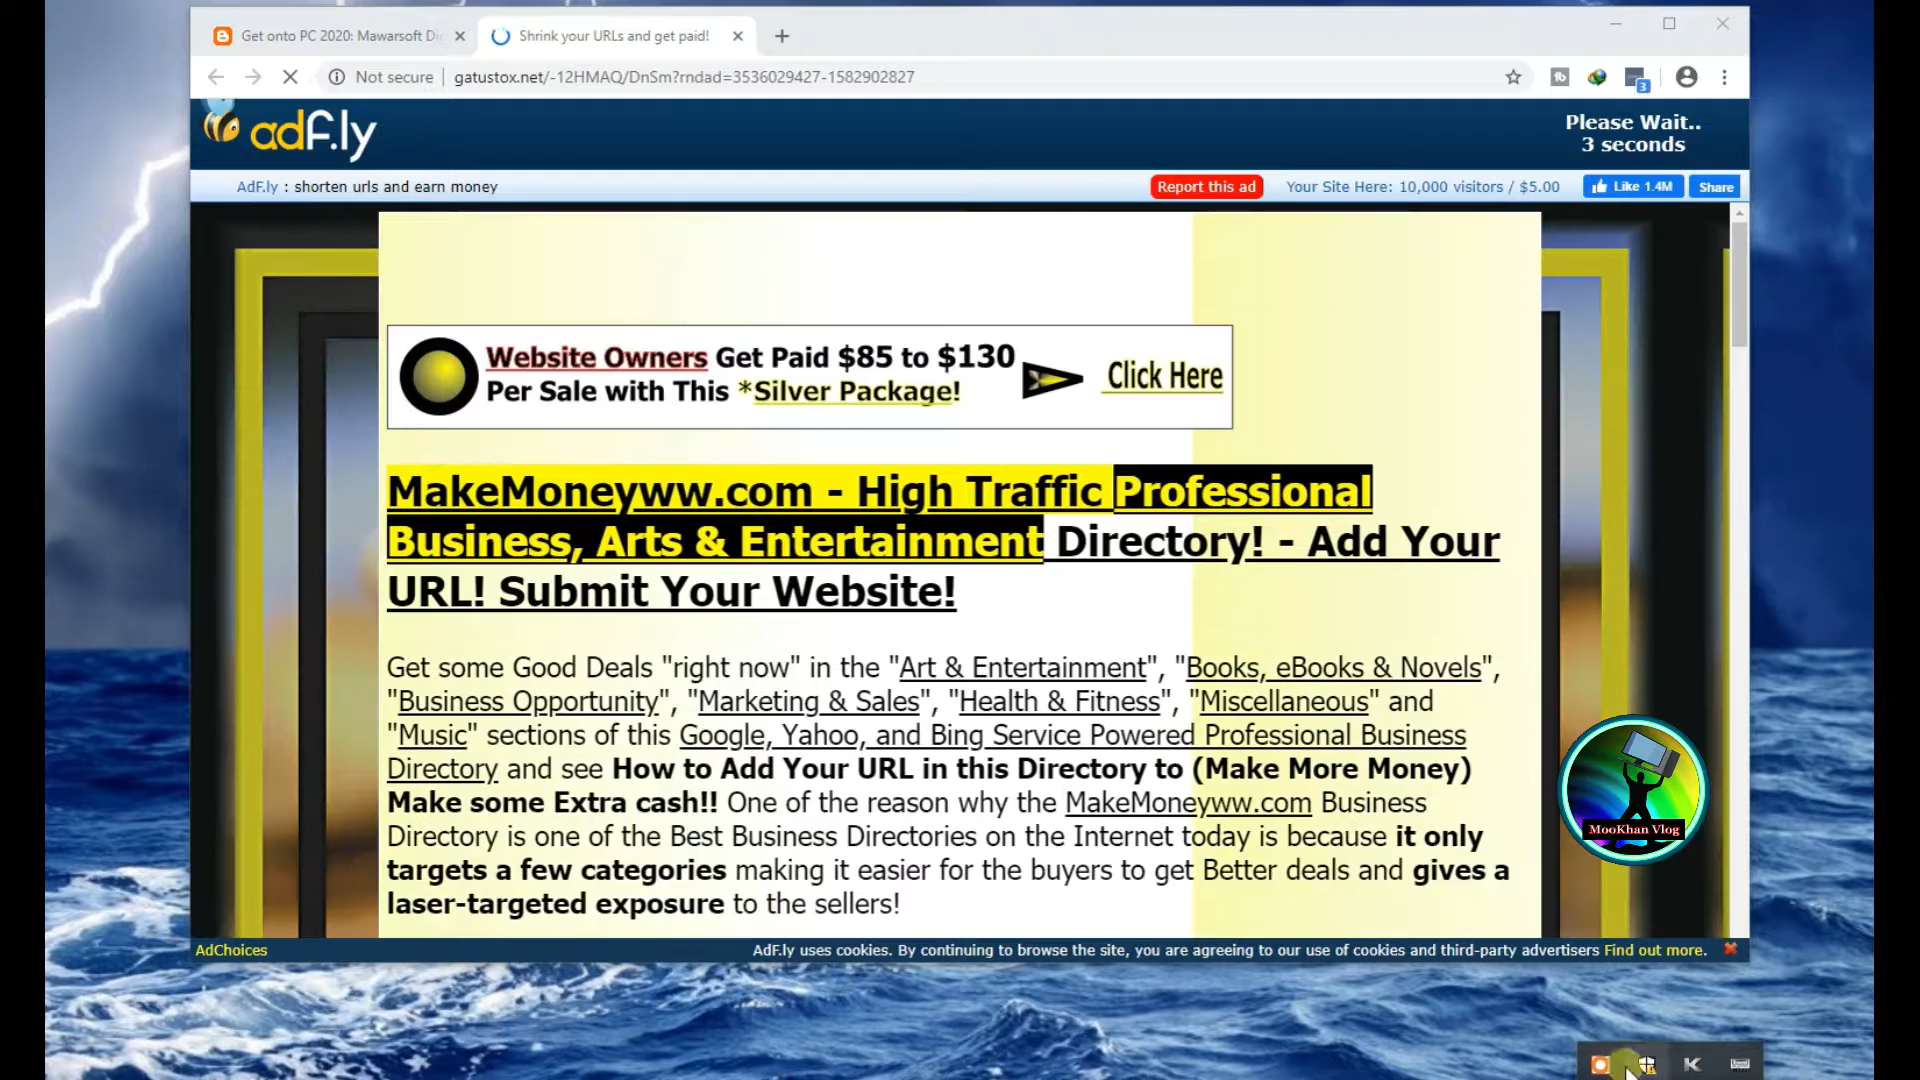 Get onto PC 2020: Mawarsoft Di
Shrink your URLs and get paid!
Not secure
gatustox.net/-12HMAQ/DnSm?rndad=3536029427-1582902827
3
adf.ly
Please Wait..
3 seconds
AdF.ly : shorten urls and earn money
Report this ad
Your Site Here: 10,000 visitors / $5.00
Like 1.4M
Share
Website Owners Get Paid $85 to $130
Per Sale with This *Silver Package!
Click Here
MakeMoneyww.com - High Traffic Professional
Business, Arts & Entertainment Directory! - Add Your
URL! Submit Your Website!
Get some Good Deals "right now" in the "Art & Entertainment", "Books, eBooks & Novels",
"Business Opportunity", "Marketing & Sales", "Health & Fitness", "Miscellaneous" and
"Music" sections of this Google, Yahoo, and Bing Service Powered Professional Business
Directory and see How to Add Your URL in this Directory to (Make More Money)
Make some Extra cash!! One of the reason why the MakeMoneyww.com Business
Directory is one of the Best Business Directories on the Internet today is because it only
targets a few categories making it easier for the buyers to get Better deals and gives a
laser-targeted exposure to the sellers!
MooKhan Vlog
AdChoices
AdF.ly uses cookies. By continuing to browse the site, you are agreeing to our use of cookies and third-party advertisers Find out more.